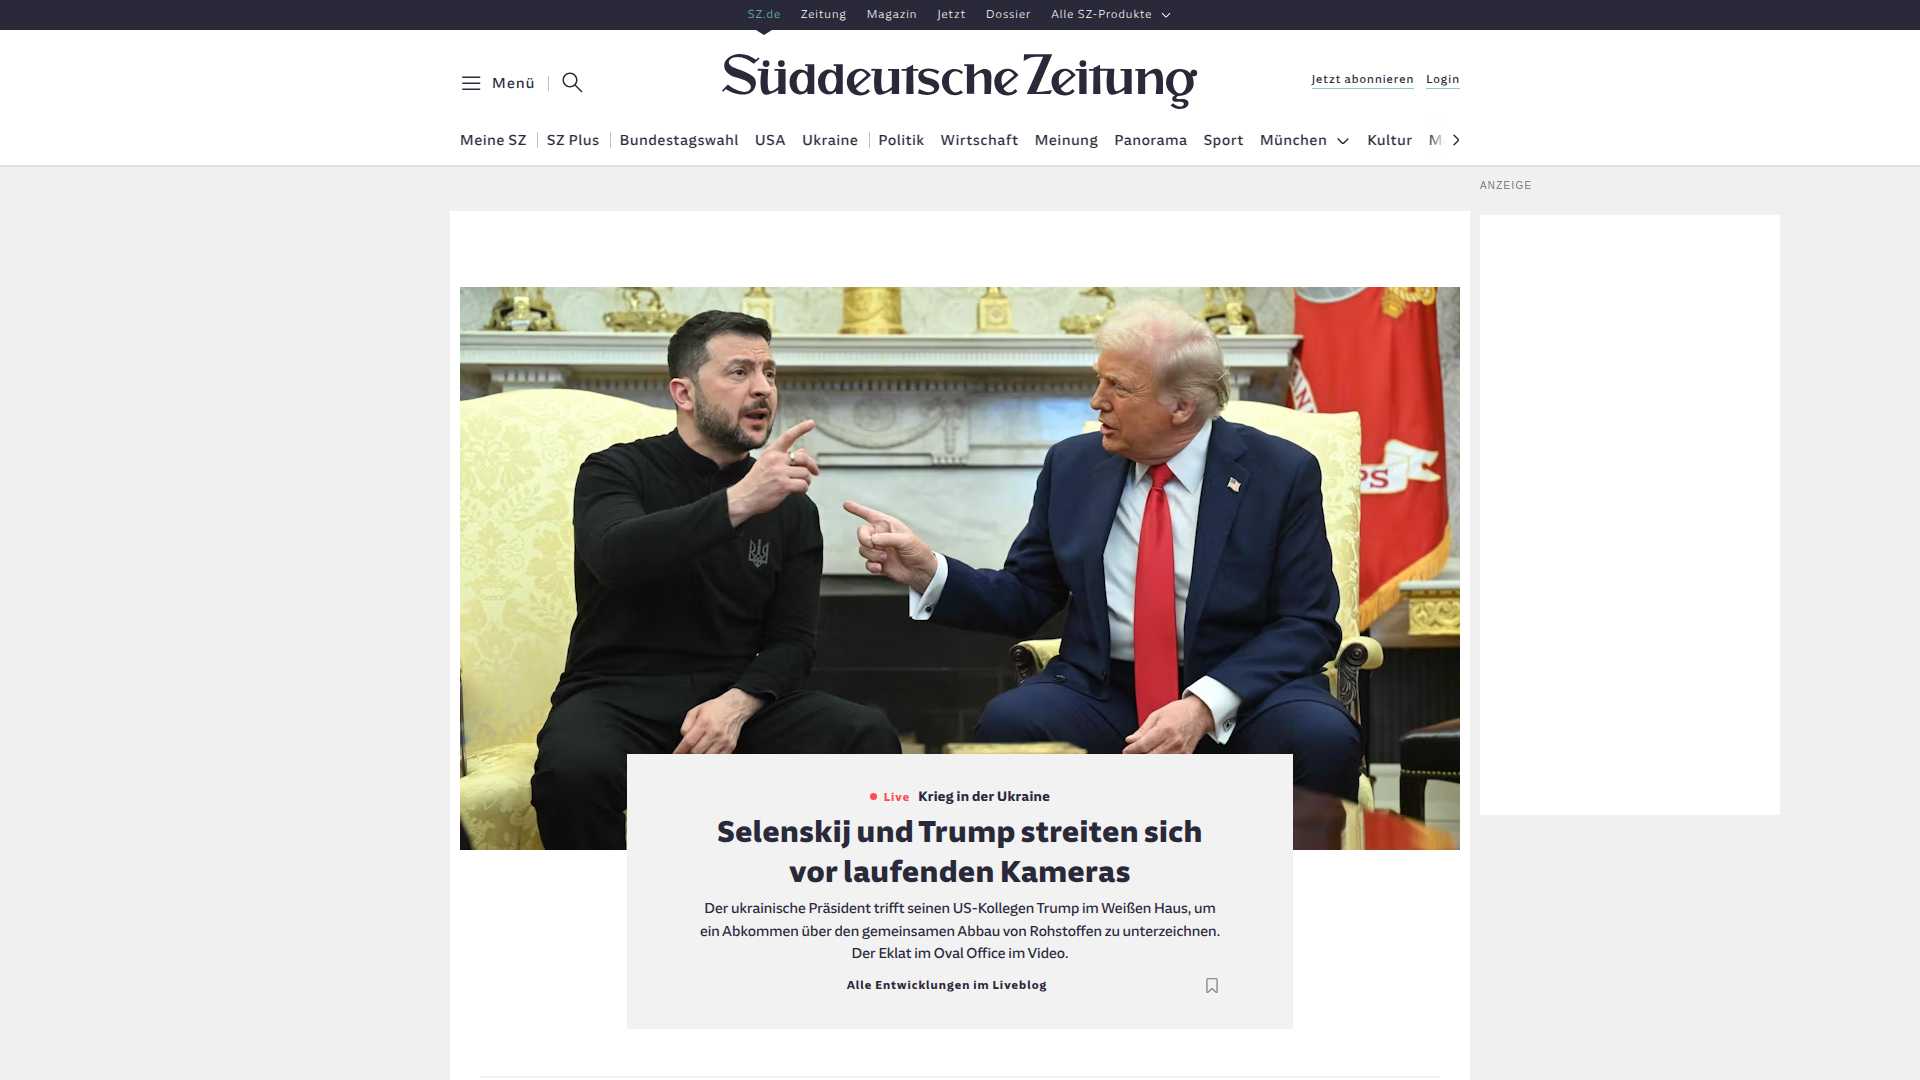 SZ.de Zeitung Magazin Jetzt Dossier Alle SZ-Produkte
Menü
Süddeutsche Zeitung
Jetzt abonnieren Login
Meine SZ SZ Plus Bundestagswahl USA Ukraine Politik Wirtschaft Meinung Panorama Sport München Kultur M
ANZEIGE
PS
Live Krieg in der Ukraine
Selenskij und Trump streiten sich
vor laufenden Kameras
Der ukrainische Präsident trifft seinen US-Kollegen Trump im Weißen Haus, um
ein Abkommen über den gemeinsamen Abbau von Rohstoffen zu unterzeichnen.
Der Eklat im Oval Office im Video.
Alle Entwicklungen im Liveblog